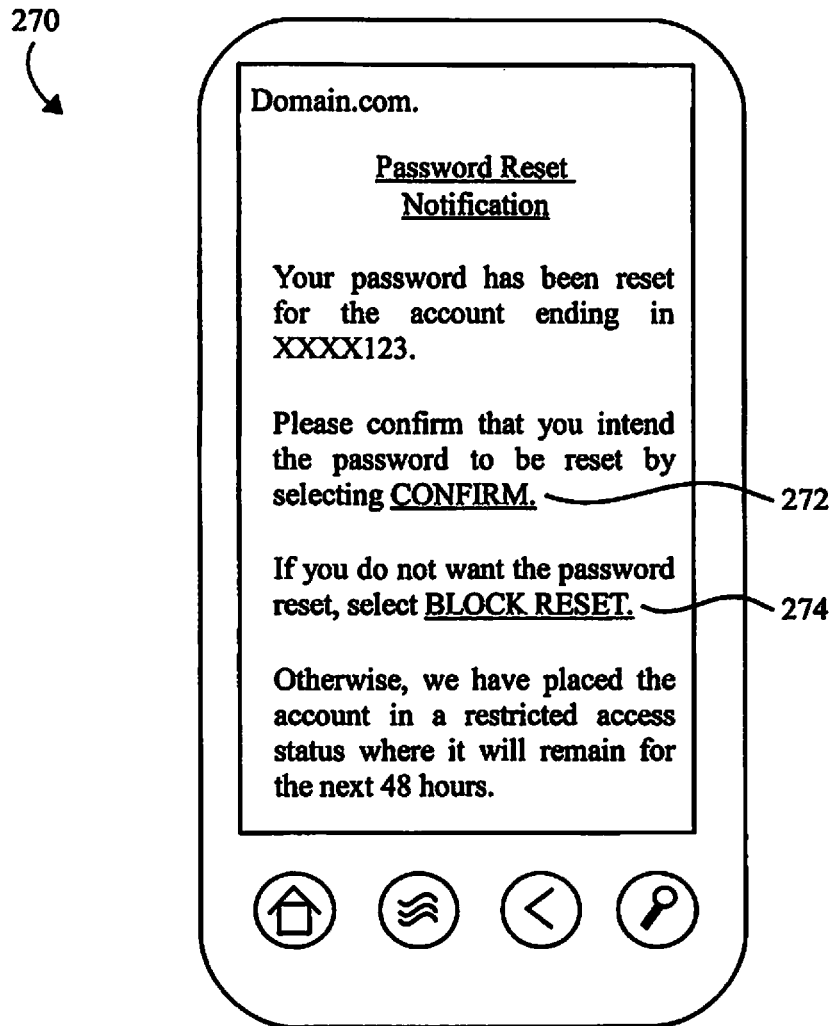 270
Domain.com.
Password Reset
Notification
Your password has been reset
for the account ending in
XXXX123.
Please confirm that you intend
the password to be reset by
selecting CONFIRM.
272
If you do not want the password
reset, select BLOCK RESET.
274
Otherwise, we have placed the
account in a restricted access
status where it will remain for
the next 48 hours.